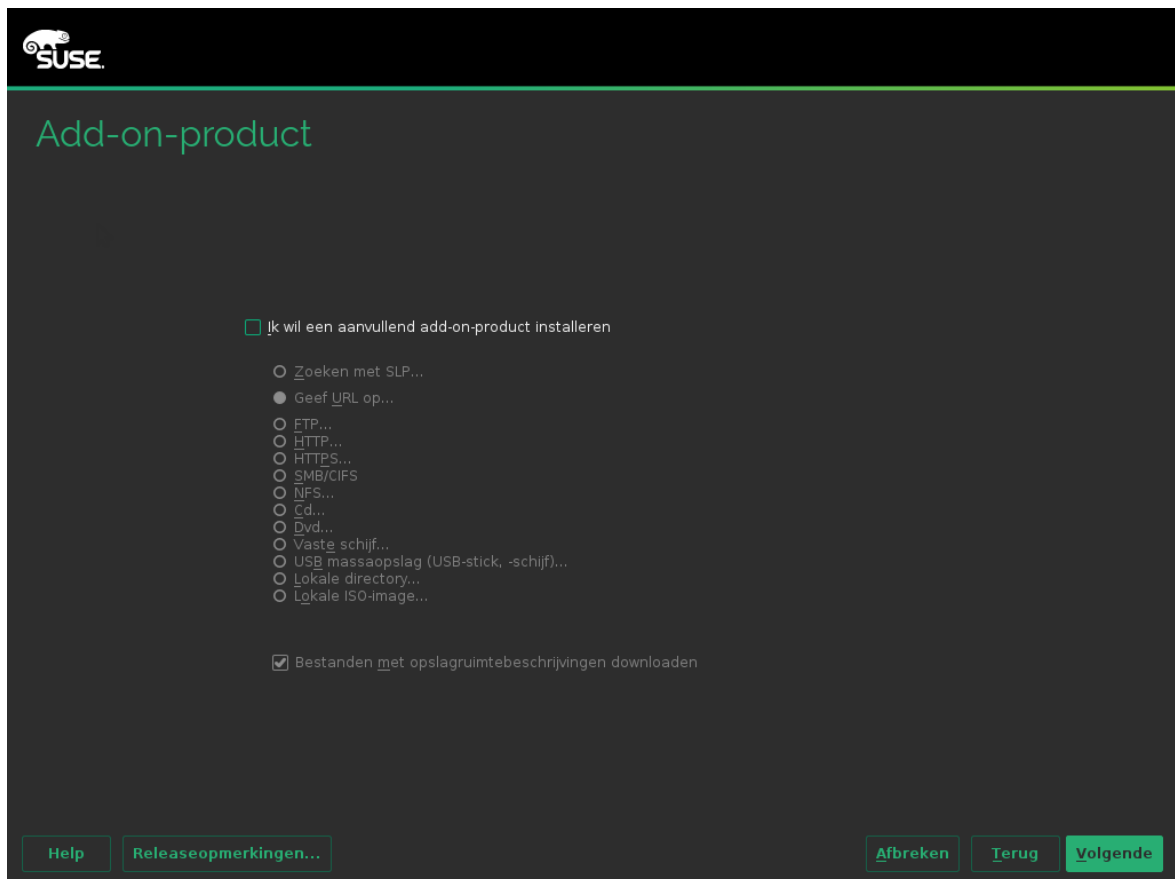 SUSE.
Add-on-product
Ik wil een aanvullend add-on-product installeren
Zoeken met SLP...
Geef URL op...
FTP...
HTTP...
HTTPS...
SMB/CIFS
NFS...
Cd...
Dvd...
Vaste schijf...
USB massaopslag (USB-stick, -schijf)...
Lokale directory...
Lokale ISO-image...
Bestanden met opslagruimtebeschrijvingen downloaden
Help Releaseopmerkingen... Afbreken Terug Volgende